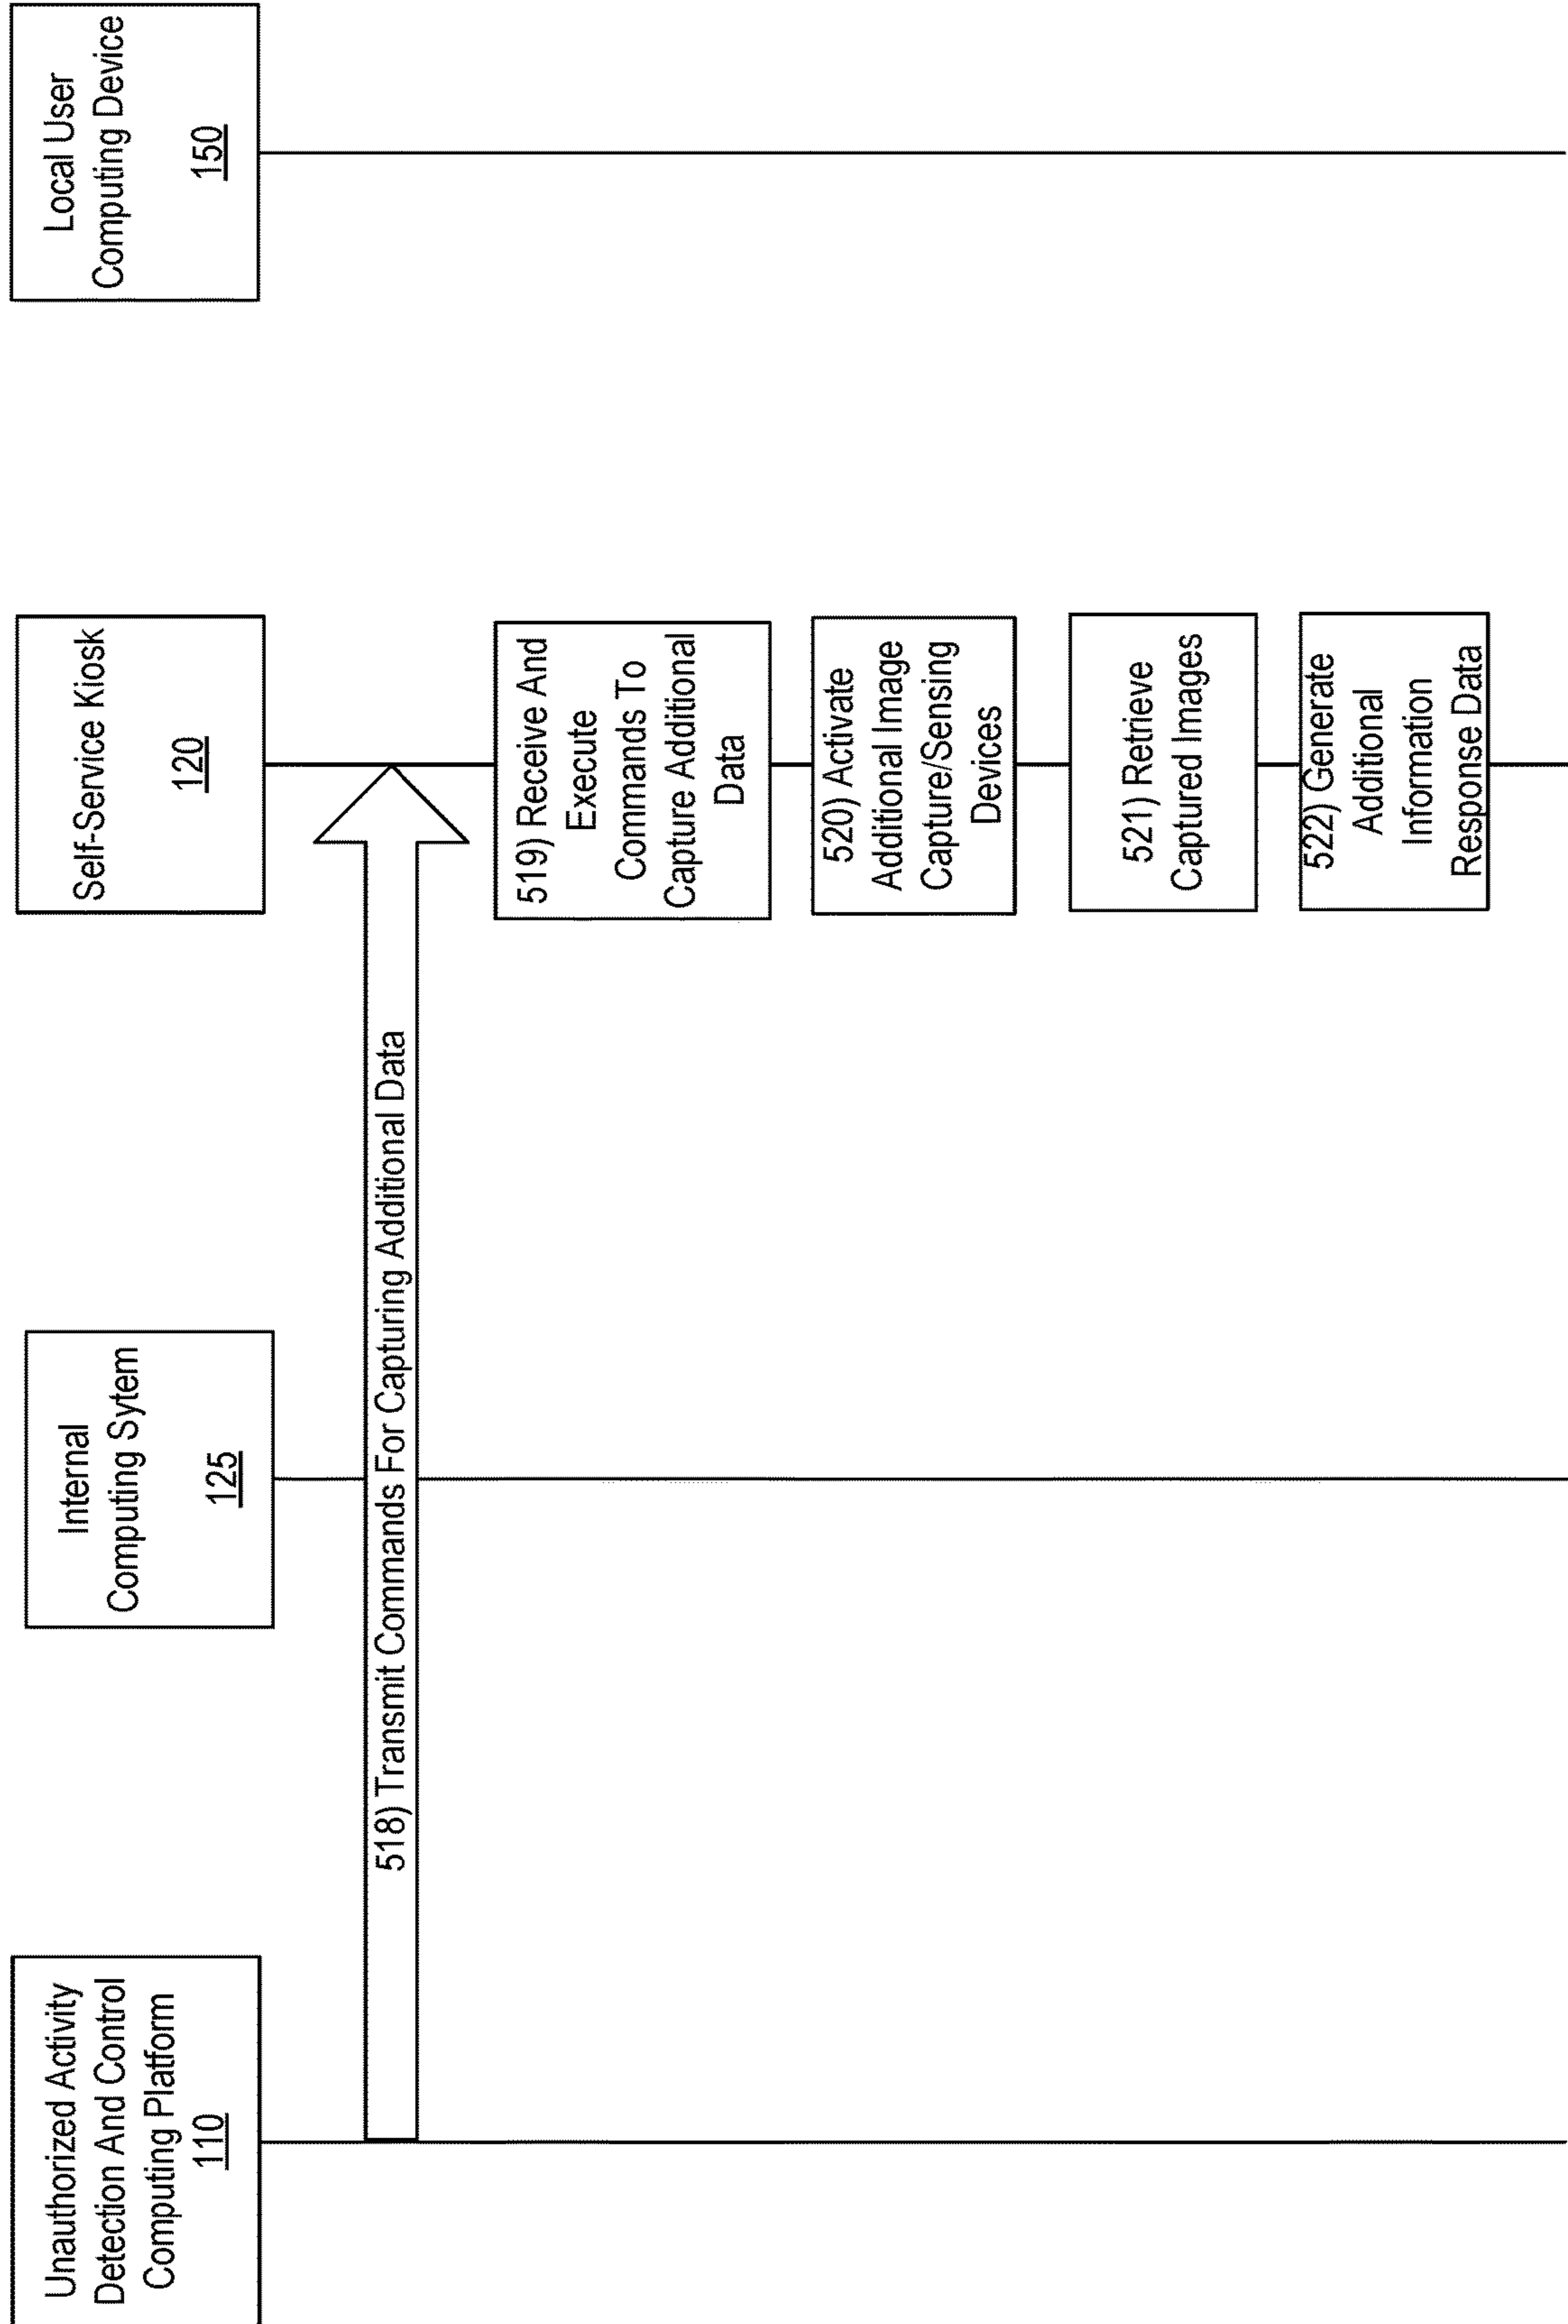 Unauthorized Activity
Detection And Control
Computing Platform
110
Internal
Computing Sytem
125
Self-Service Kiosk
120
Local User
Computing Device
150
518) Transmit Commands For Capturing Additional Data
519) Receive And
Execute
Commands To
Capture Additional
Data
520) Activate
Additional Image
Capture/Sensing
Devices
521) Retrieve
Captured Images
522) Generate
Additional
Information
Response Data